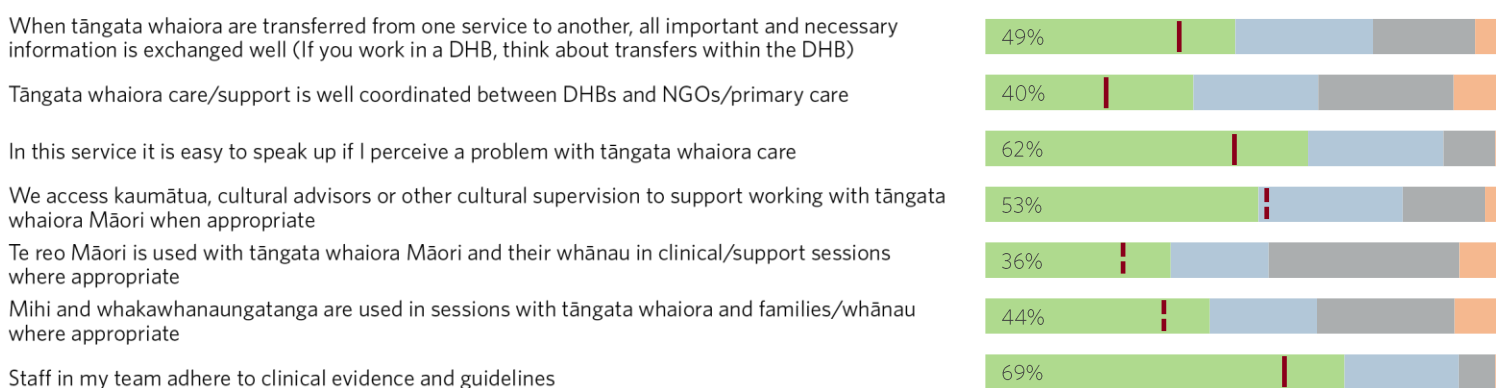 When tāngata whaiora are transferred from one service to another, all important and necessary
information is exchanged well (If you work in a DHB, think about transfers within the DHB)
49%
Tāngata whaiora care/support is well coordinated between DHBs and NGOs/primary care
40%
In this service it is easy to speak up if I perceive a problem with tāngata whaiora care
62%
We access kaumātua, cultural advisors or other cultural supervision to support working with tāngata
whaiora Māori when appropriate
53%
Te reo Māori is used with tāngata whaiora Māori and their whānau in clinical/support sessions
where appropriate
36%
Mihi and whakawhanaungatanga are used in sessions with tāngata whaiora and families/whānau
where appropriate
44%
Staff in my team adhere to clinical evidence and guidelines
69%